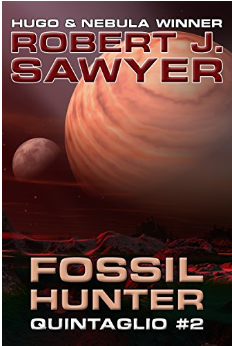 HUGO & NEBULA WINNER
ROBERT J.
SAWYER
FOSSIL
HUNTER
QUINTAGLIO #2